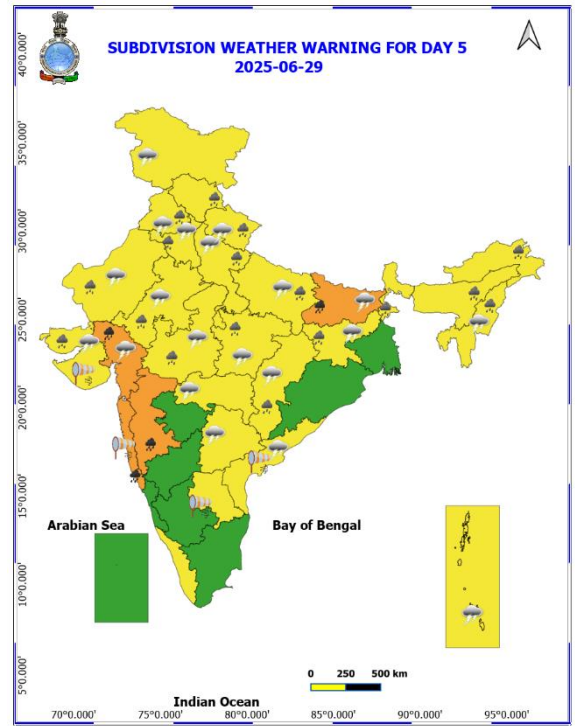 SUBDIVISION WEATHER WARNING FOR DAY 5
2025-06-29
40°0.000'
35°0.000'
30°0.000'
25°0.000'
20°0.000'
15°0.000'
10°0.000'
5°0.000'
Arabian Sea
Bay of Bengal
0 250 500 km
Indian Ocean
70°0.000' 75°0.000' 80°0.000' 85°0.000' 90°0.000' 95°0.000'